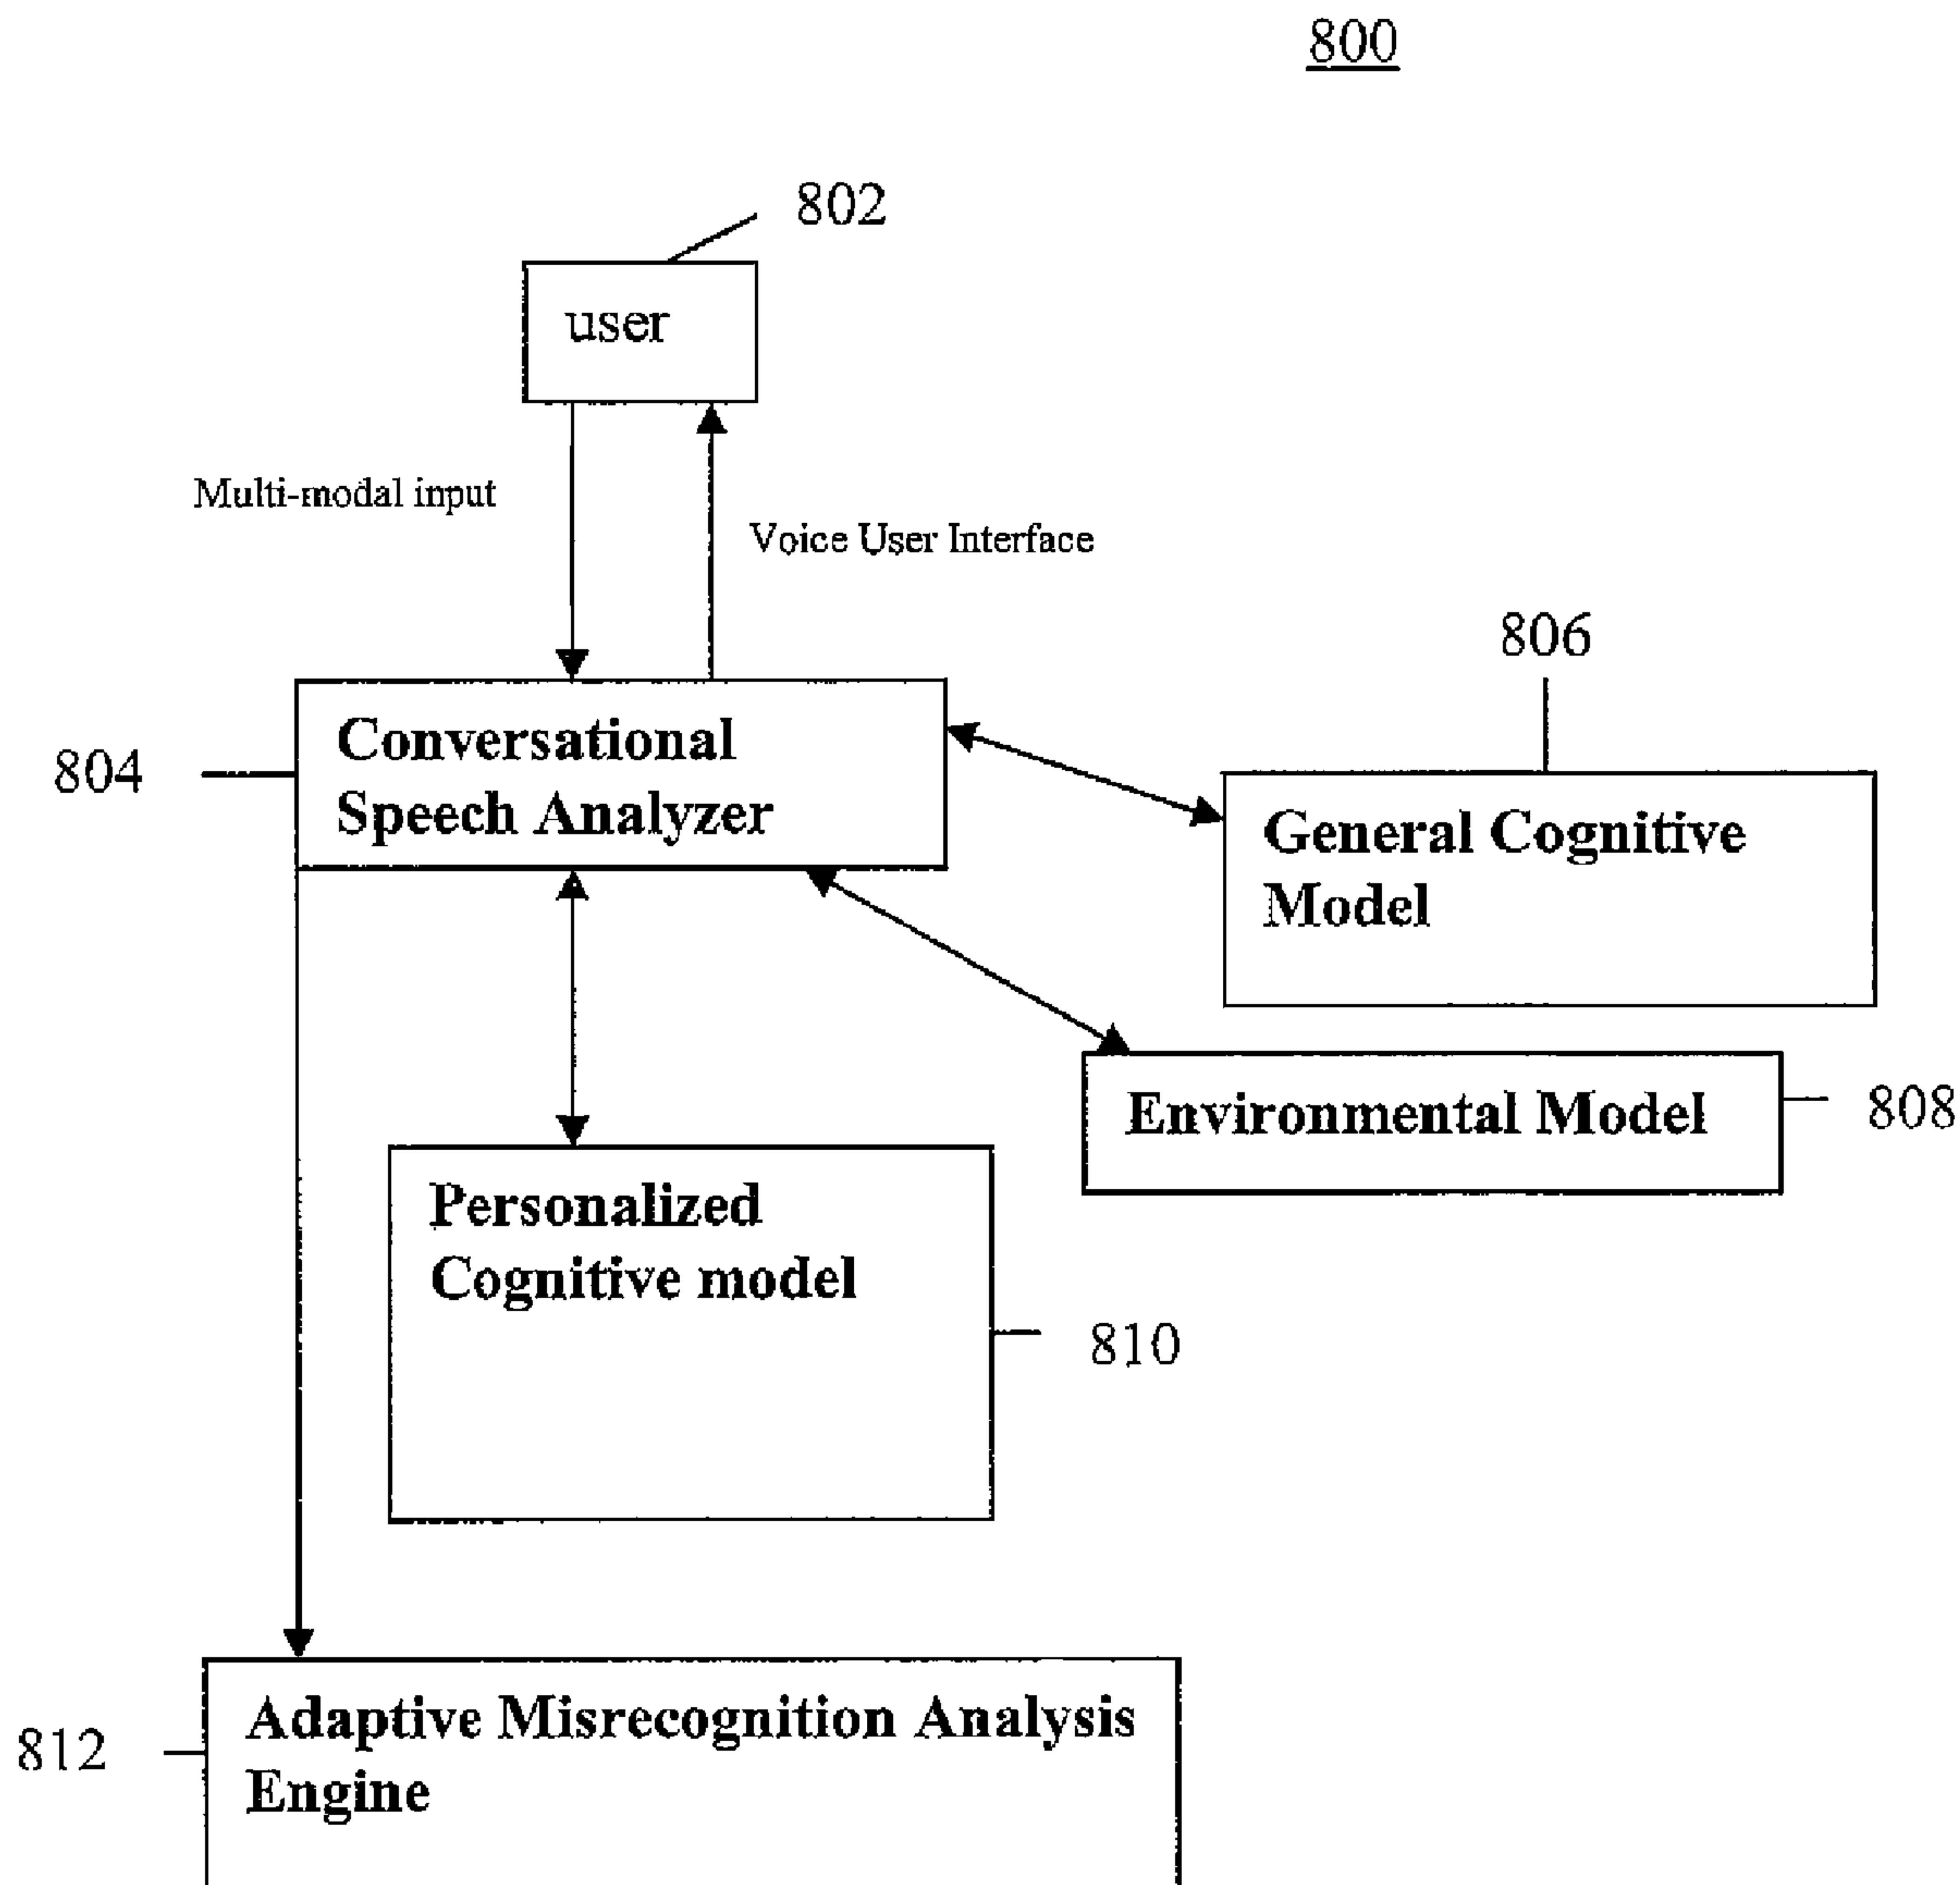 800
802
user
Multi-modal input
Voice User Interface
806
804
Conversational
Speech Analyzer
General Cognitive
Model
Environmental Model
808
Personalized
Cognitive model
810
812
Adaptive Misrecognition Analysis
Engine